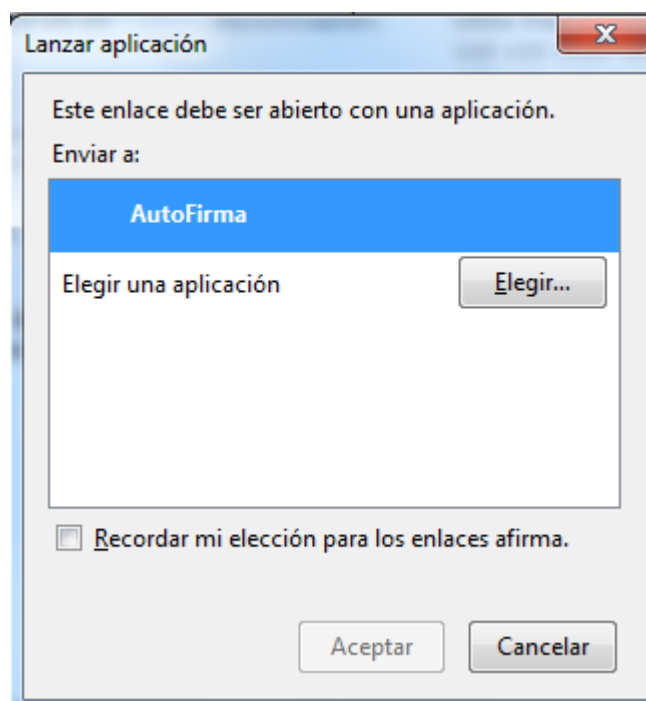 Lanzar aplicación
Este enlace debe ser abierto con una aplicación.
Enviar a:
AutoFirma
Elegir una aplicación
Elegir...
Recordar mi elección para los enlaces afirma.
Aceptar
Cancelar